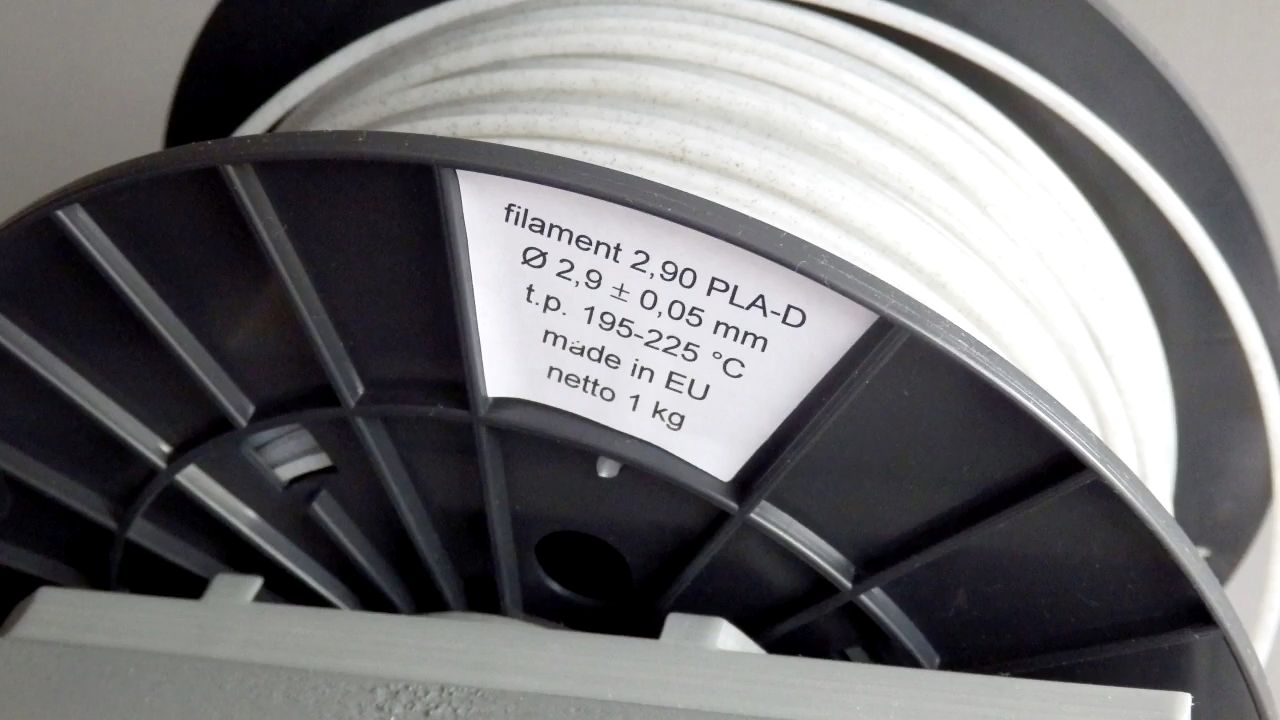 filament 2,90 PLA-D
Ø 2,9 ± 0,05 mm
t.p. 195-225 °C
made in EU
netto 1 kg